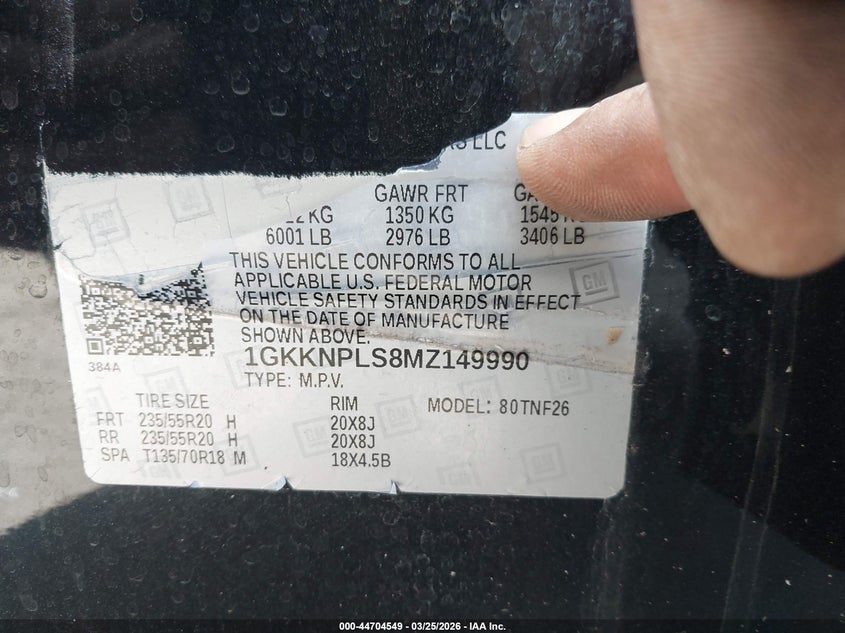 LLC
GAWR FRT
KG 1350 KG 1545
6001 LB 2976 LB 3406 LB
THIS VEHICLE CONFORMS TO ALL
APPLICABLE U.S. FEDERAL MOTOR
VEHICLE SAFETY STANDARDS IN EFFECT
ON THE DATE OF MANUFACTURE
SHOWN ABOVE.
1GKKNPLS8MZ149990
384A
TYPE: M.P.V.
TIRE SIZE RIM MODEL: 80TNF26
FRT 235/55R20 H 20X8J
RR 235/55R20 H 20X8J
SPA T135/70R18 M 18X4.5B
GM
000-44704549 - 03/25/2026 - IAA Inc.